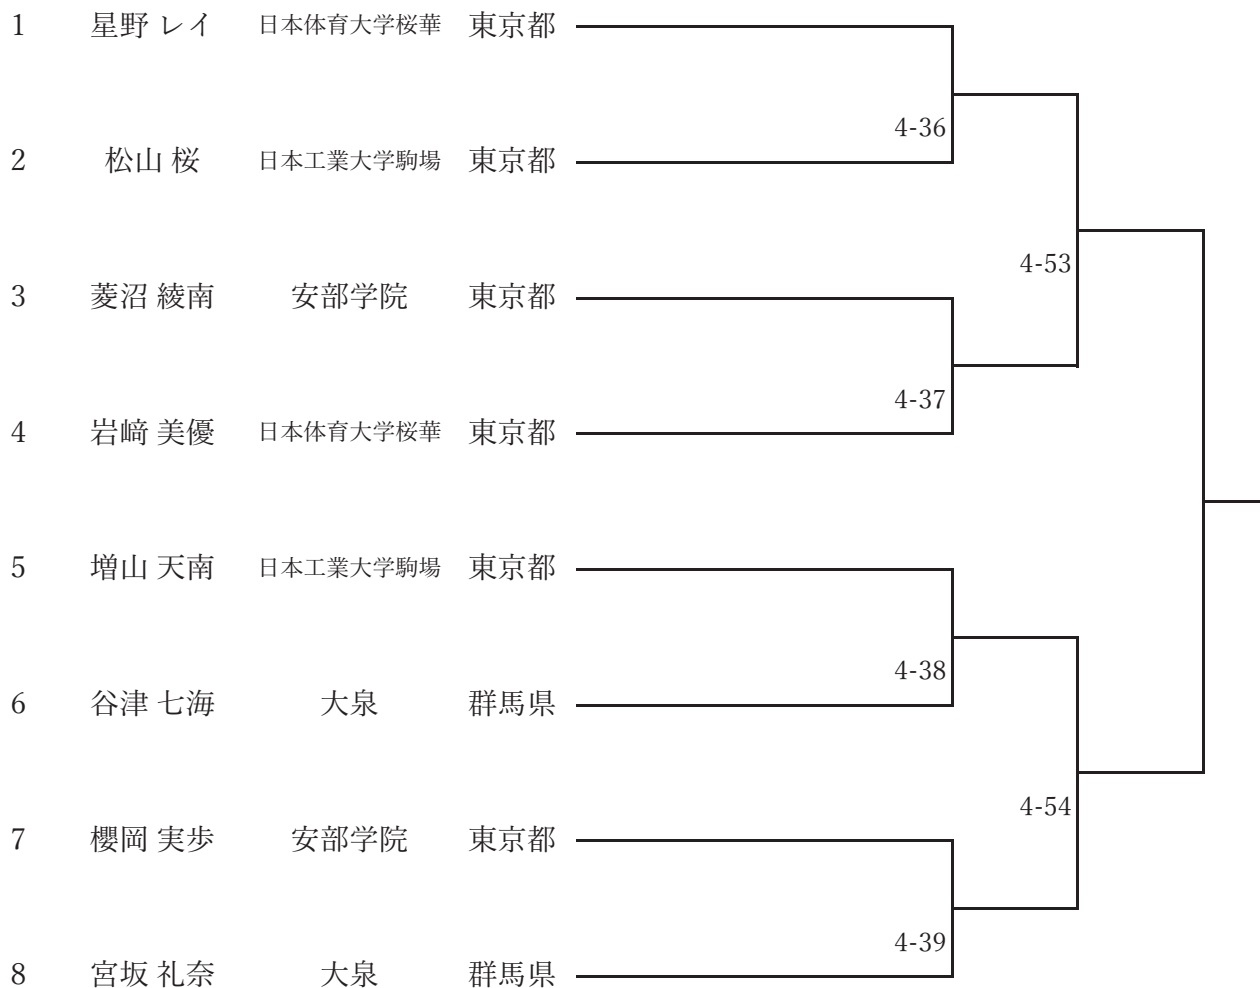 1 星野 レイ 日本体育大学桜華 東京都
4-36
2 松山 桜 日本工業大学駒場 東京都
4-53
3 菱沼 綾南 安部学院 東京都
4-37
4 岩﨑 美優 日本体育大学桜華 東京都
5 増山 天南 日本工業大学駒場 東京都
4-38
6 谷津 七海 大泉 群馬県
4-54
7 櫻岡 実歩 安部学院 東京都
4-39
8 宮坂 礼奈 大泉 群馬県